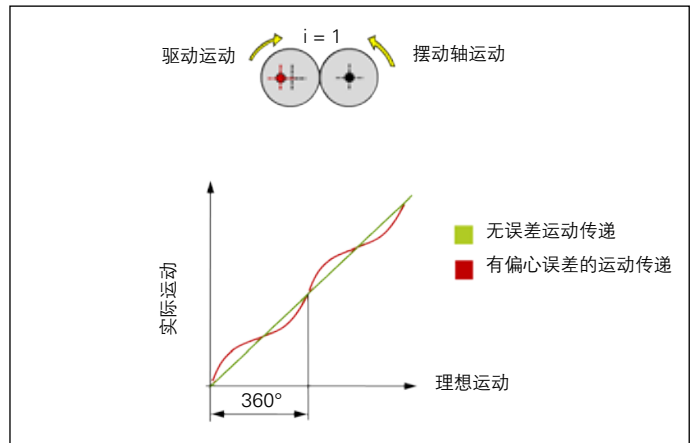 i = 1
驱动运动
摆动轴运动
无误差运动传递
有偏心误差的运动传递
实际运动
理想运动
360°